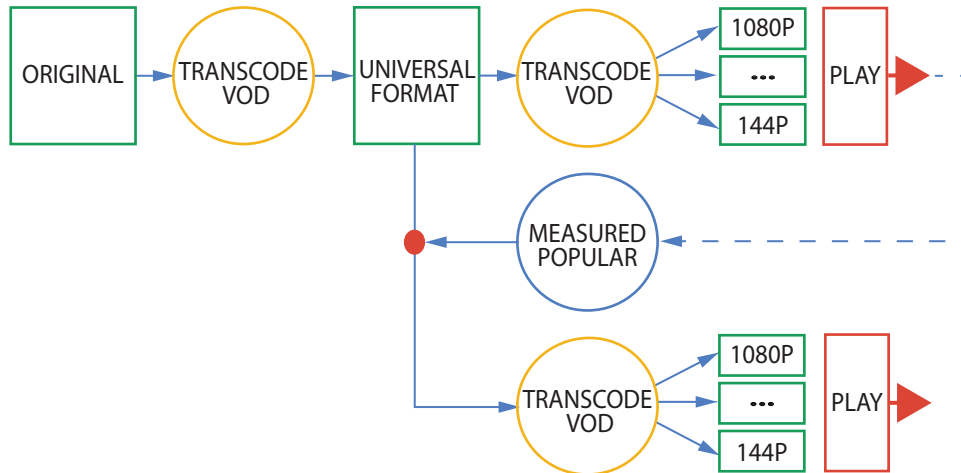 ORIGINAL
TRANSCODE
VOD
UNIVERSAL
FORMAT
TRANSCODE
VOD
1080P
...
144P
PLAY
MEASURED
POPULAR
TRANSCODE
VOD
1080P
...
144P
PLAY